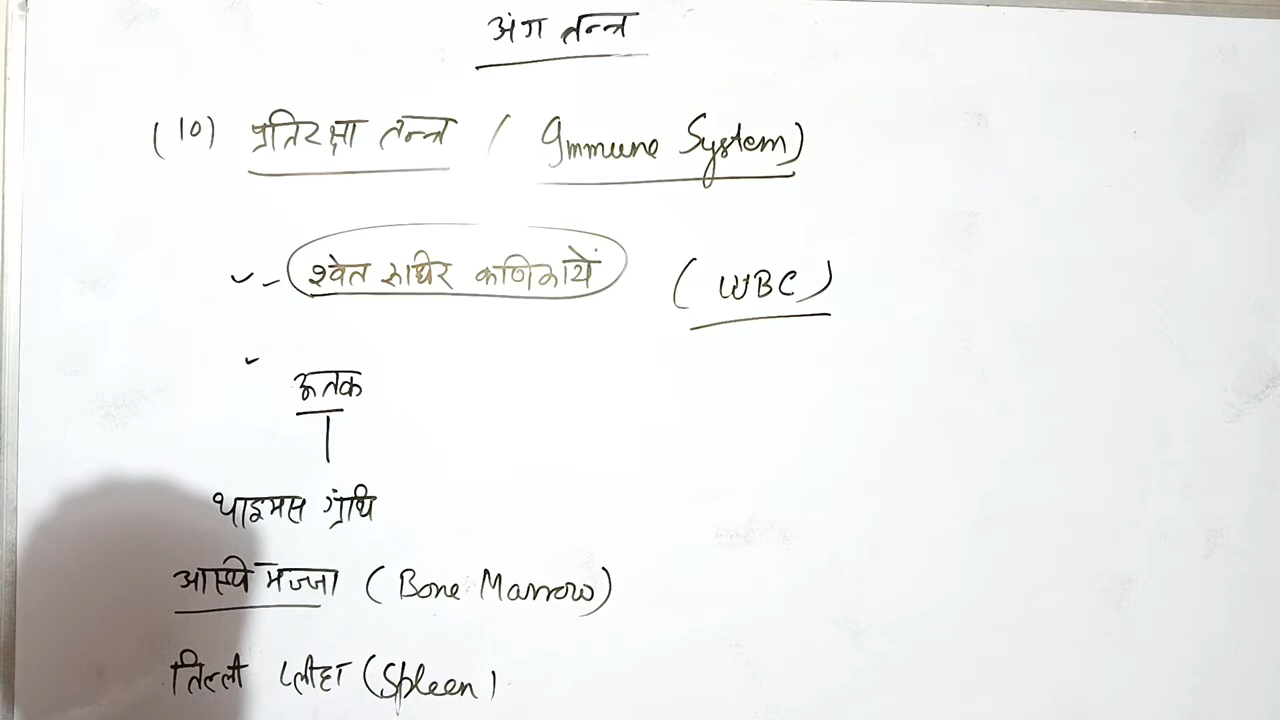 अंग तन्त्र
(10) प्रतिरक्षा तन्त्र ( Immune System)
- श्वेत रूधिर कणिकायें (WBC)
ऊतक
थाइमस ग्रंथि
अस्थि मज्जा (Bone Marrow)
तिल्ली प्लीहा (Spleen)